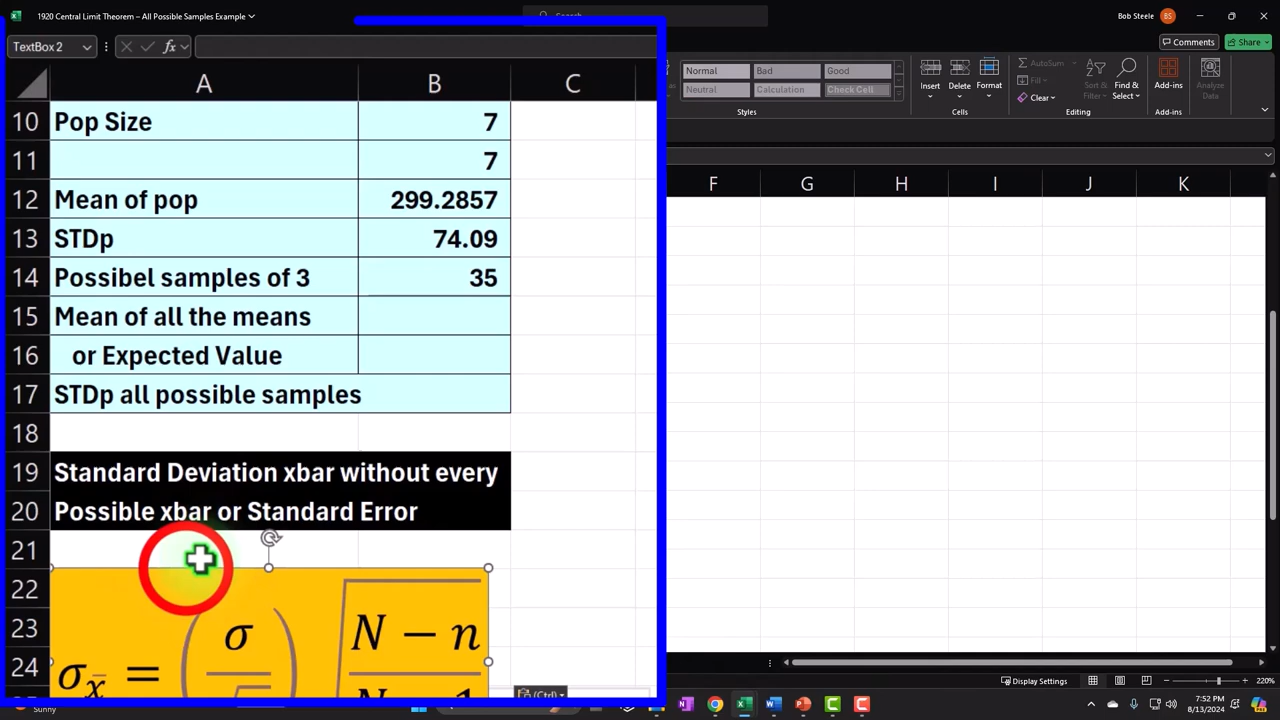 1920 Central Limit Theorem – All Possible Samples Example
Search
Bob Steele BS
TextBox 2 fx
Comments Share
Normal Bad Good
Neutral Calculation Check Cell
Styles
Insert Delete Format
Cells
AutoSum
Fill
Clear
Sort & Filter
Find & Select
Editing
Add-ins
Add-ins
Analyze Data
A B C
F G H I J K
10 Pop Size 7
11 7
12 Mean of pop 299.2857
13 STDp 74.09
14 Possibel samples of 3 35
15 Mean of all the means
16 or Expected Value
17 STDp all possible samples
18
19 Standard Deviation xbar without every
20 Possible xbar or Standard Error
21
22
23 σ N − n
24 σx̄ = ( √ ) √ N − 1
(Ctrl)
Display Settings
220%
Sunny
7:52 PM
8/13/2024